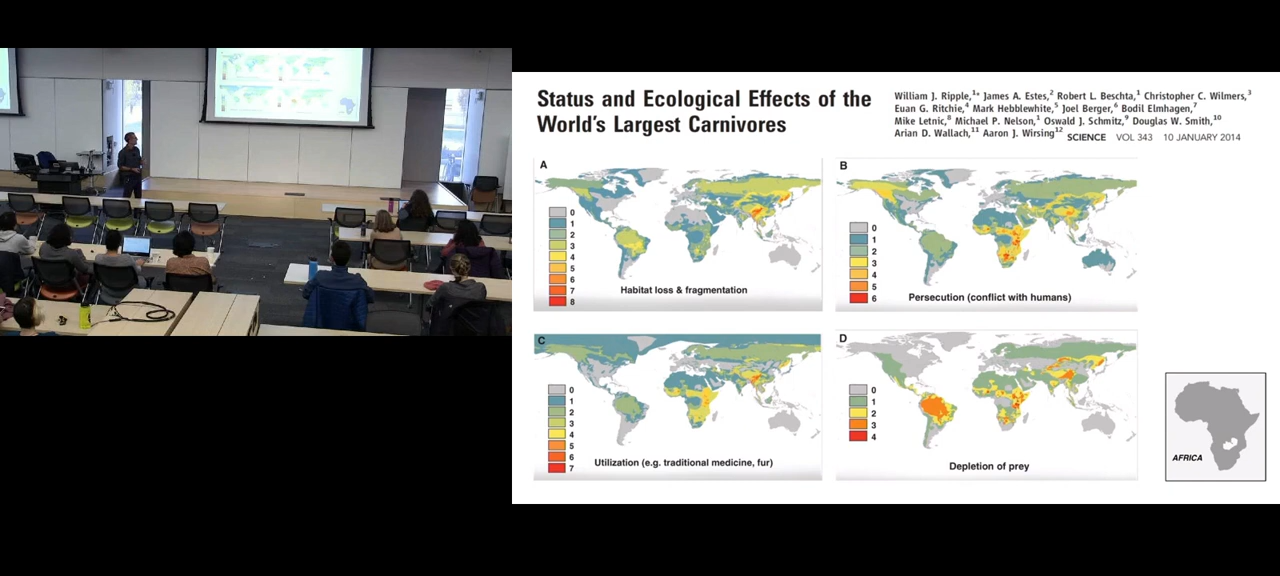 Status and Ecological Effects of the
World's Largest Carnivores
William J. Ripple,1* James A. Estes,2 Robert L. Beschta,1 Christopher C. Wilmers,3
Euan G. Ritchie,4 Mark Hebblewhite,5 Joel Berger,6 Bodil Elmhagen,7
Mike Letnic,8 Michael P. Nelson,1 Oswald J. Schmitz,9 Douglas W. Smith,10
Arian D. Wallach,11 Aaron J. Wirsing12
SCIENCE VOL 343 10 JANUARY 2014
A
0
1
2
3
4
5
6
7
8
Habitat loss & fragmentation
B
0
1
2
3
4
5
6
Persecution (conflict with humans)
C
0
1
2
3
4
5
6
7
Utilization (e.g. traditional medicine, fur)
D
0
1
2
3
4
Depletion of prey
AFRICA